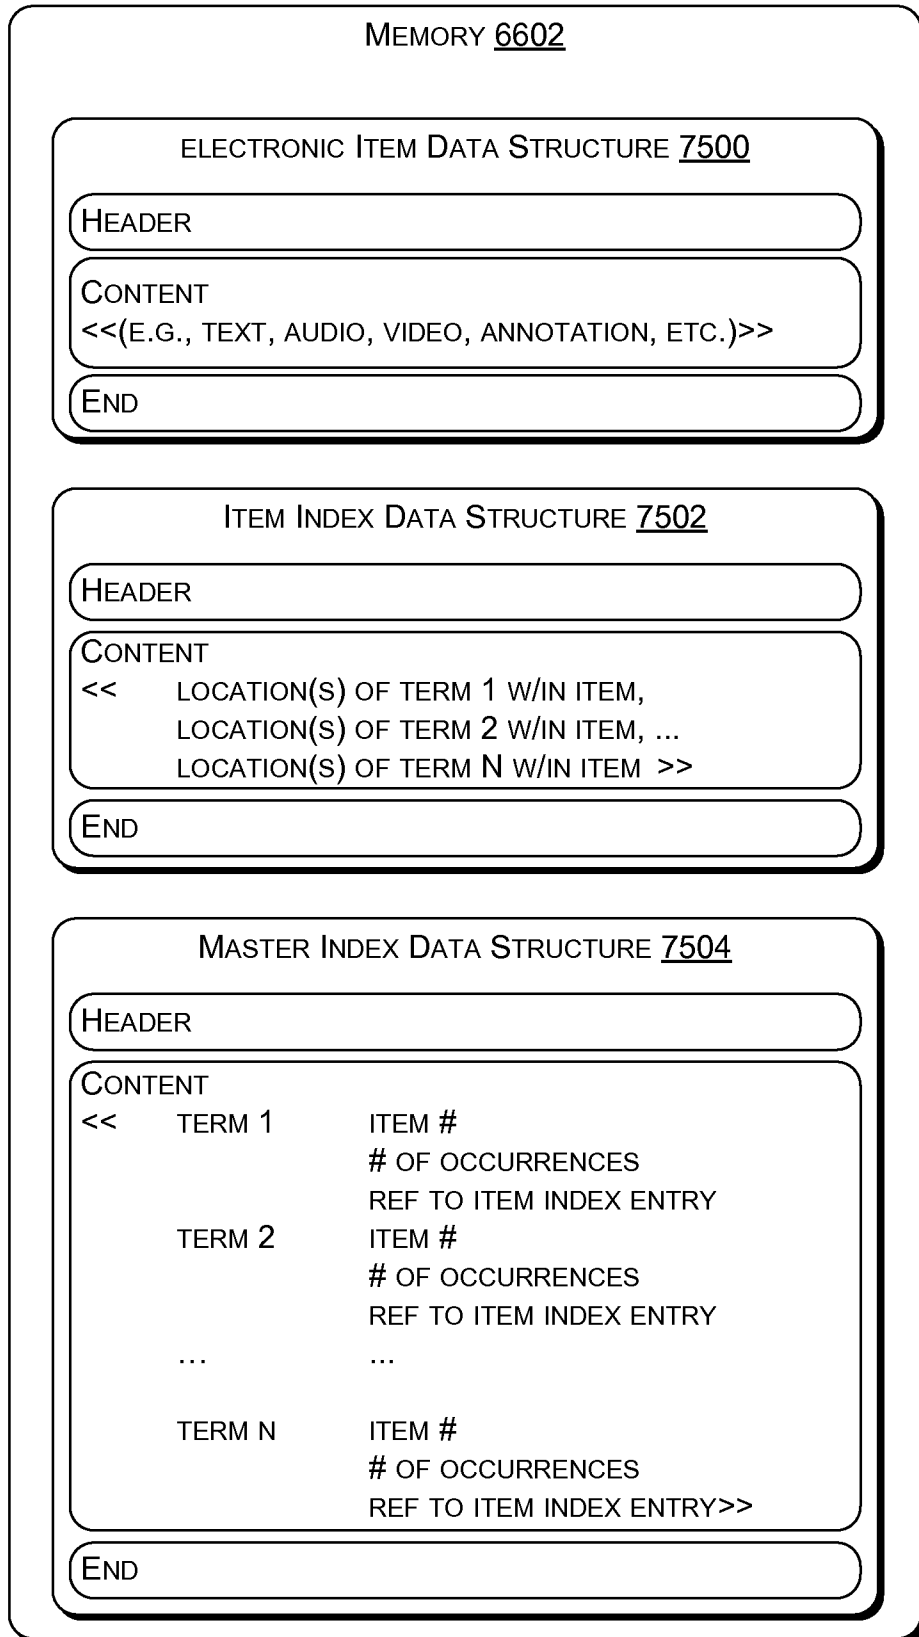 MEMORY 6602
ELECTRONIC ITEM DATA STRUCTURE 7500
HEADER
CONTENT
<<(E.G., TEXT, AUDIO, VIDEO, ANNOTATION, ETC.)>>
END
ITEM INDEX DATA STRUCTURE 7502
HEADER
CONTENT
<< LOCATION(S) OF TERM 1 W/IN ITEM,
LOCATION(S) OF TERM 2 W/IN ITEM, ...
LOCATION(S) OF TERM N W/IN ITEM >>
END
MASTER INDEX DATA STRUCTURE 7504
HEADER
CONTENT
<< TERM 1 ITEM #
# OF OCCURRENCES
REF TO ITEM INDEX ENTRY
TERM 2 ITEM #
# OF OCCURRENCES
REF TO ITEM INDEX ENTRY
... ...
TERM N ITEM #
# OF OCCURRENCES
REF TO ITEM INDEX ENTRY>>
END